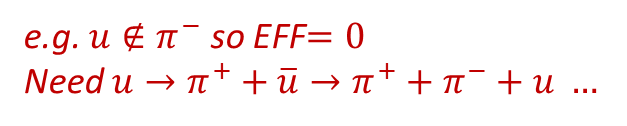 e.g. u ∉ π⁻ so EFF= 0
Need u → π⁺ + ū → π⁺ + π⁻ + u ...